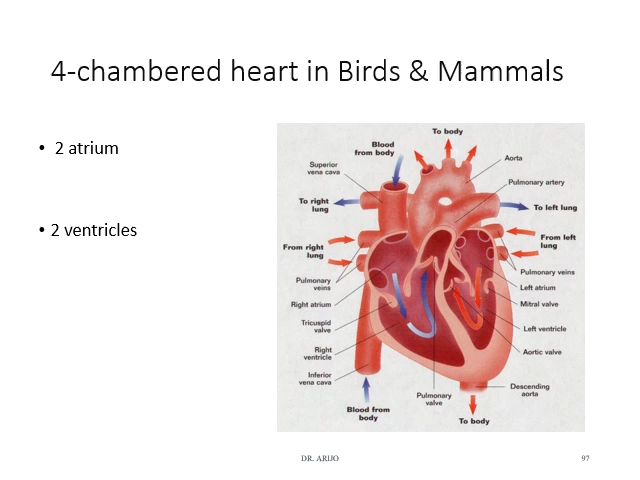 4-chambered heart in Birds & Mammals
• 2 atrium
• 2 ventricles
To body
Blood
from body
Aorta
Superior
vena cava
Pulmonary artery
To right
lung
To left lung
From right
lung
From left
lung
Pulmonary
veins
Pulmonary veins
Left atrium
Right atrium
Mitral valve
Tricuspid
valve
Left ventricle
Right
ventricle
Aortic valve
Inferior
vena cava
Descending
aorta
Pulmonary
valve
Blood from
body
To body
DR. ARIJO
97